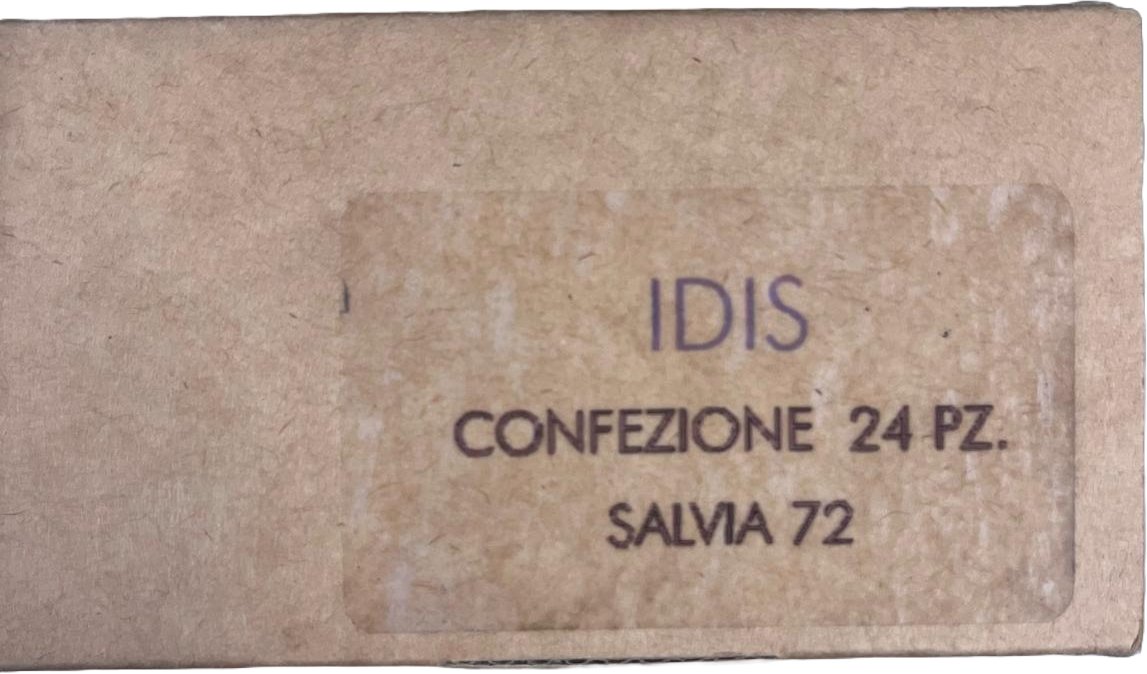 IDIS
CONFEZIONE 24 PZ.
SALVIA 72